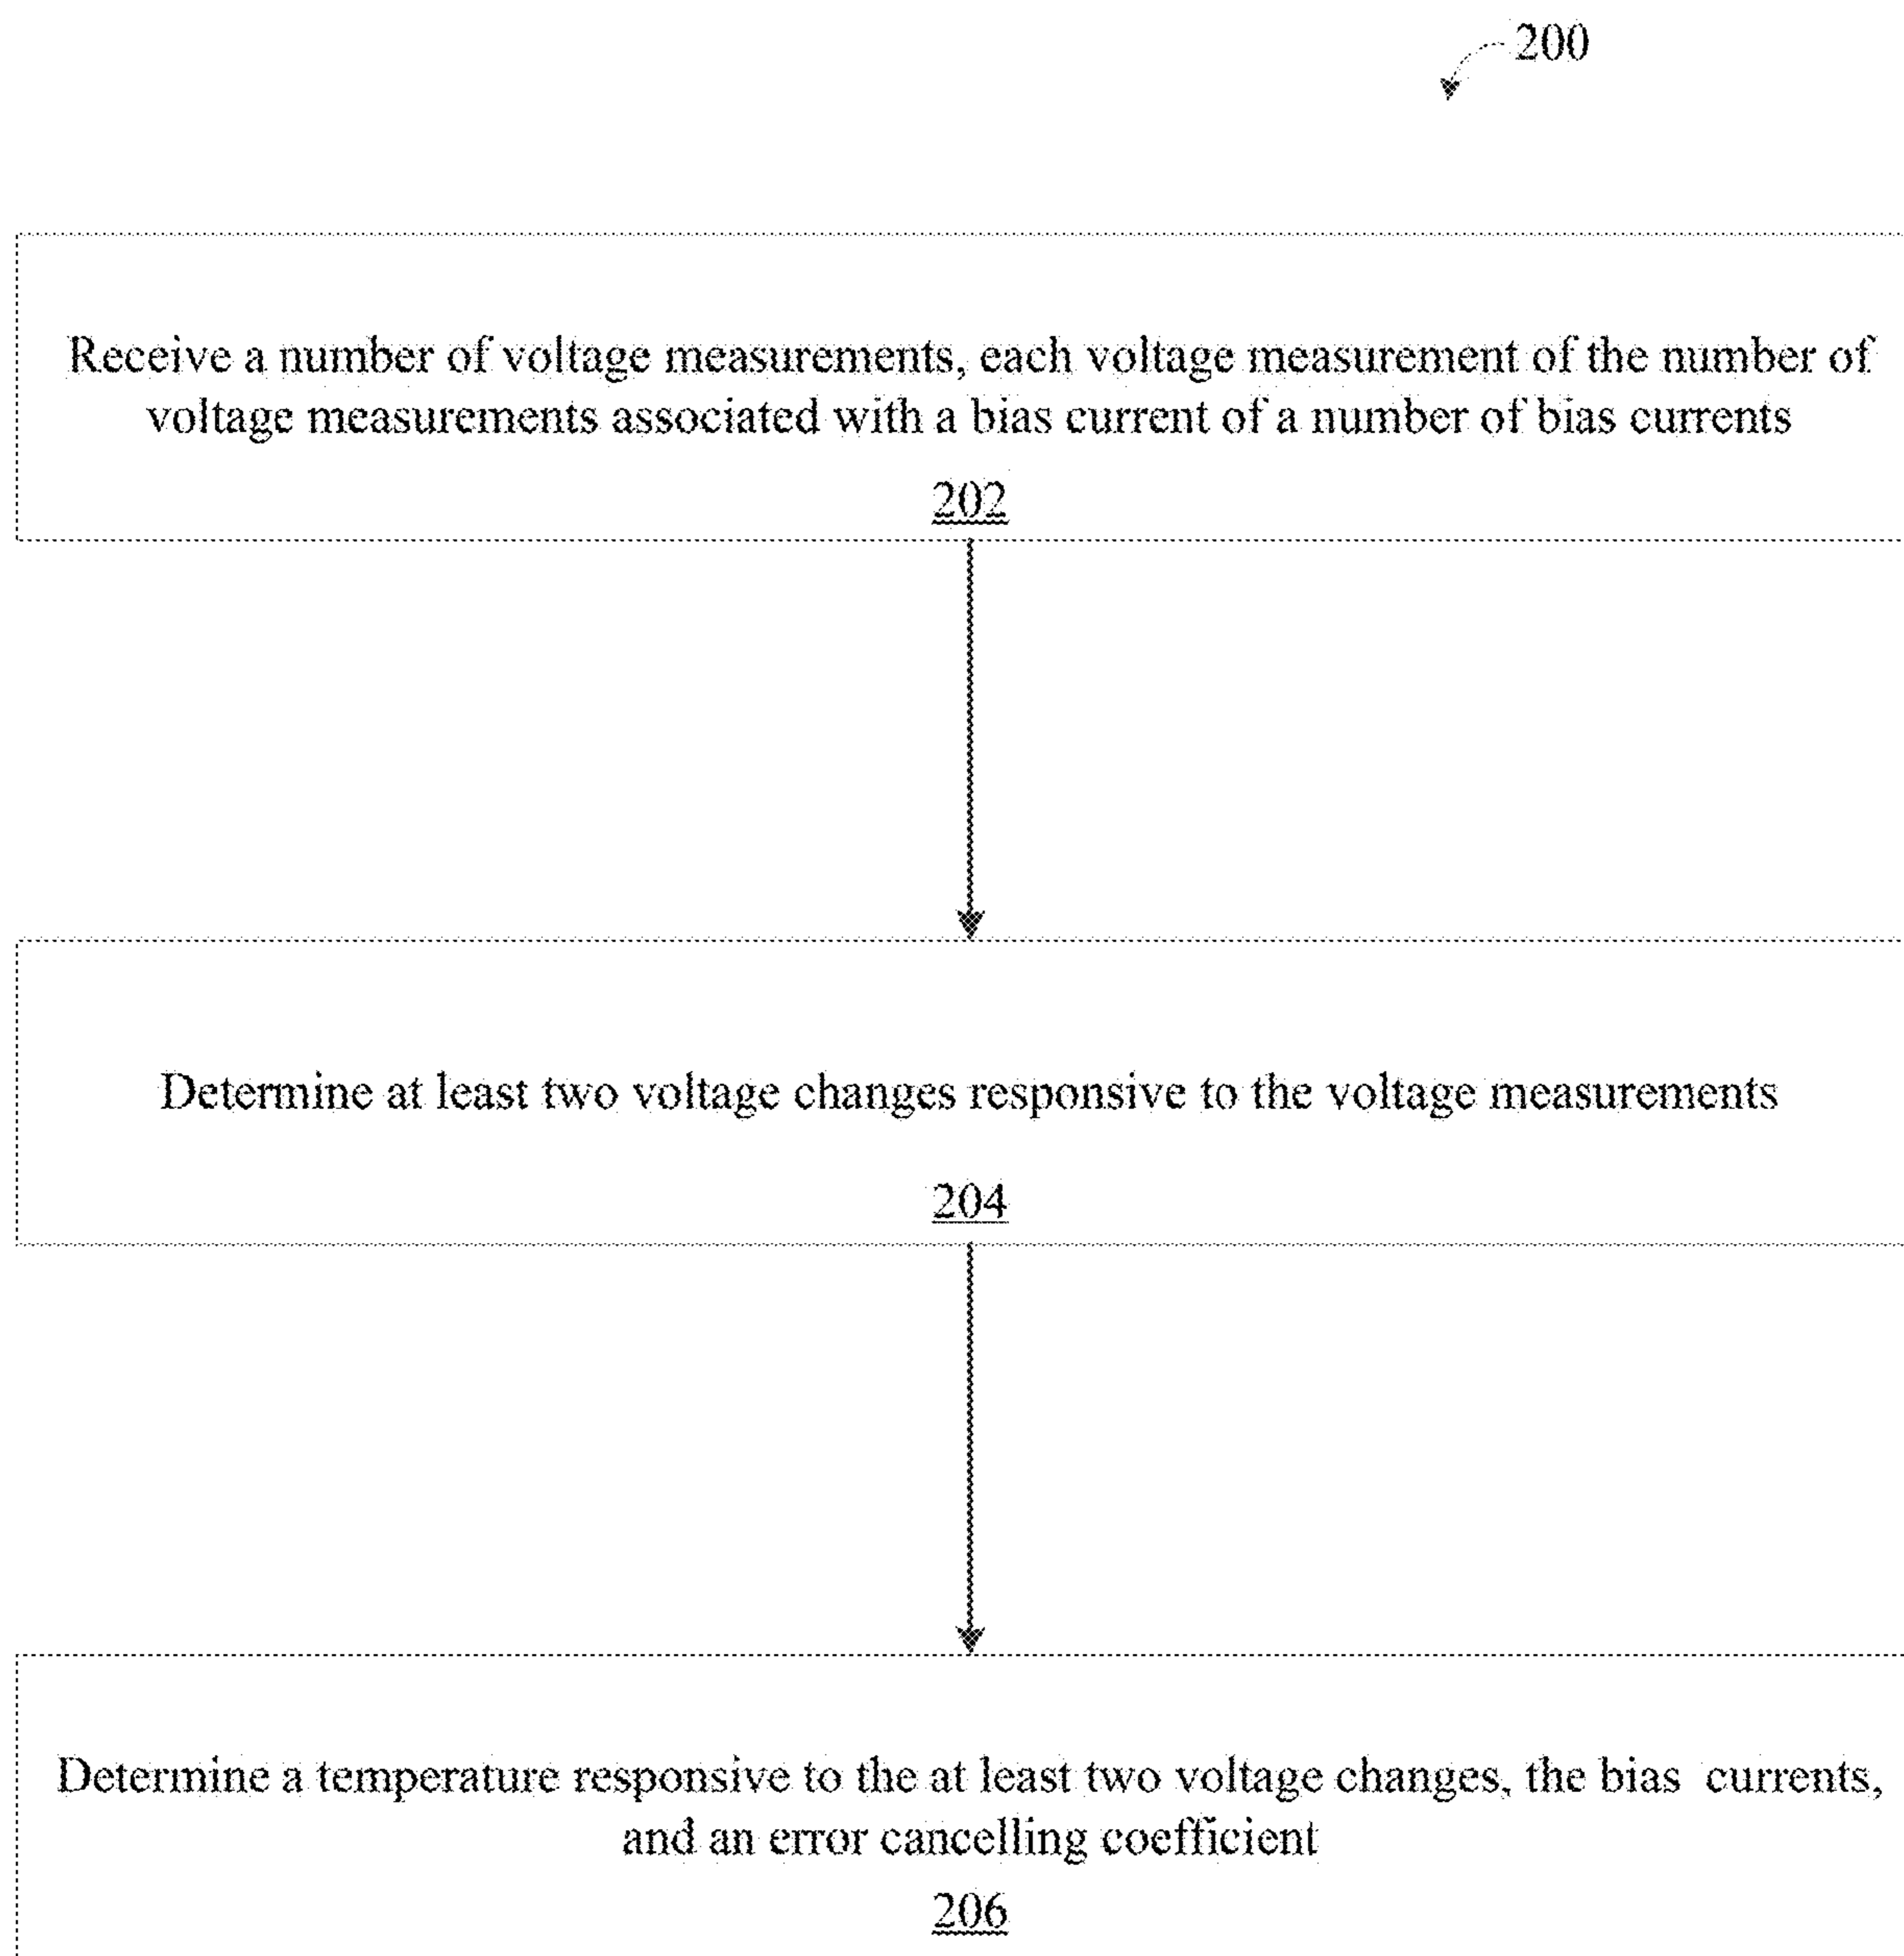 200
Receive a number of voltage measurements, each voltage measurement of the number of
voltage measurements associated with a bias current of a number of bias currents
202
Determine at least two voltage changes responsive to the voltage measurements
204
Determine a temperature responsive to the at least two voltage changes, the bias currents,
and an error cancelling coefficient
206